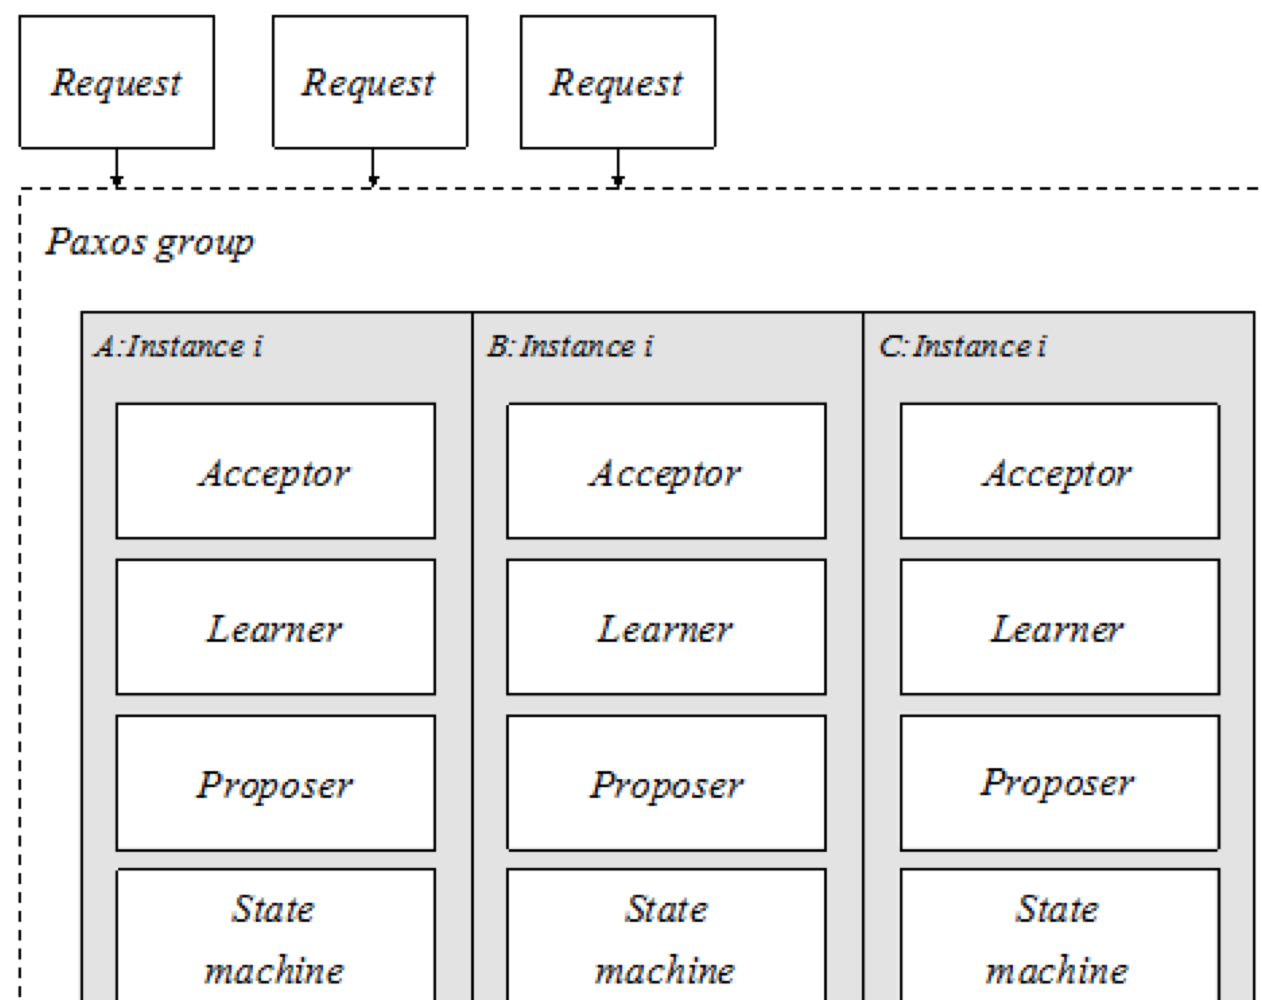 Request
Request
Request
Paxos group
A:Instance i
B:Instance i
C:Instance i
Acceptor
Acceptor
Acceptor
Learner
Learner
Learner
Proposer
Proposer
Proposer
State
machine
State
machine
State
machine